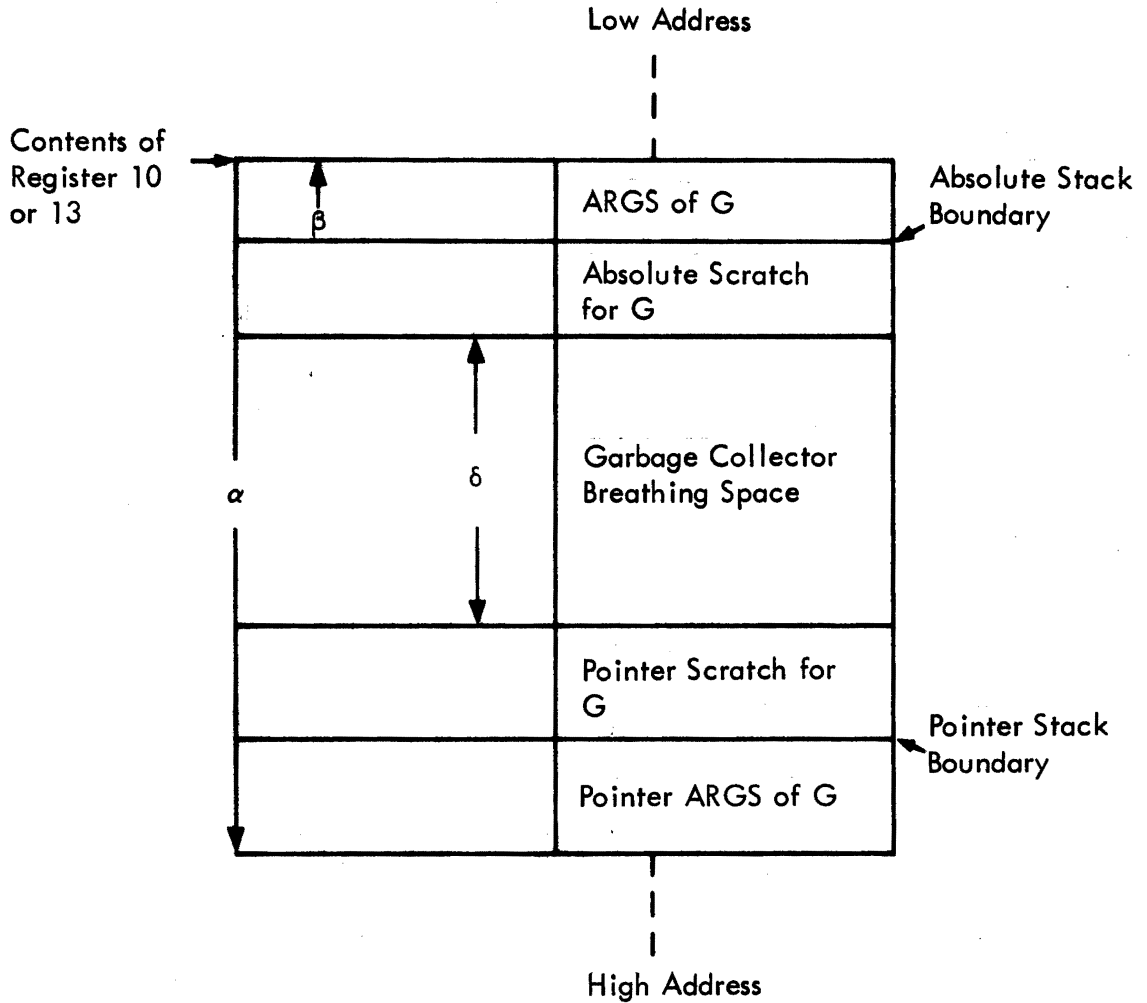 Low Address
Contents of
Register 10
or 13
Absolute Stack
Boundary
ARGS of G
β
Absolute Scratch
for G
Garbage Collector
Breathing Space
δ
α
Pointer Scratch for
G
Pointer Stack
Boundary
Pointer ARGS of G
High Address